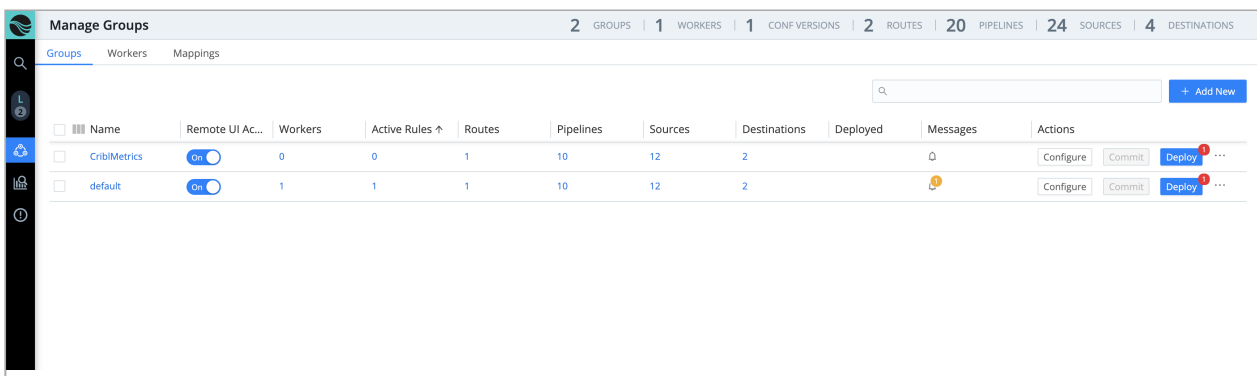 Manage Groups
2 GROUPS 1 WORKERS 1 CONF VERSIONS 2 ROUTES 20 PIPELINES 24 SOURCES 4 DESTINATIONS
Groups Workers Mappings
L
2
+ Add New
Name Remote UI Ac... Workers Active Rules ↑ Routes Pipelines Sources Destinations Deployed Messages Actions
CriblMetrics On 0 0 1 10 12 2 Configure Commit Deploy 1 ...
default On 1 1 1 10 12 2 1 Configure Commit Deploy 1 ...